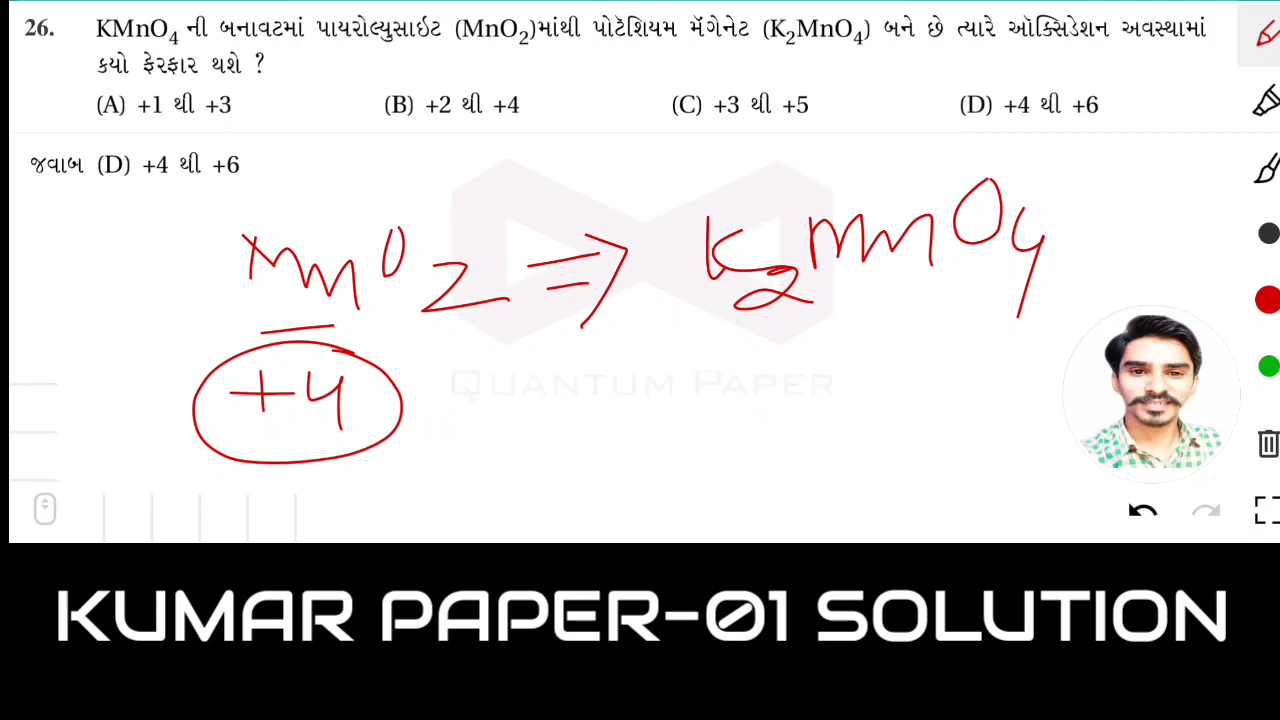 26. KMnO₄ ની બનાવટમાં પાયરોલ્યુસાઇટ (MnO₂)માંથી પોટૅશિયમ મૅંગેનેટ (K₂MnO₄) બને છે ત્યારે ઑક્સિડેશન અવસ્થામાં
કયો ફેરફાર થશે ?
(A) +1 થી +3 (B) +2 થી +4 (C) +3 થી +5 (D) +4 થી +6
જવાબ (D) +4 થી +6
MnO₂ ⇒ K₂MnO₄
+4
QUANTUM PAPER
KUMAR PAPER-01 SOLUTION